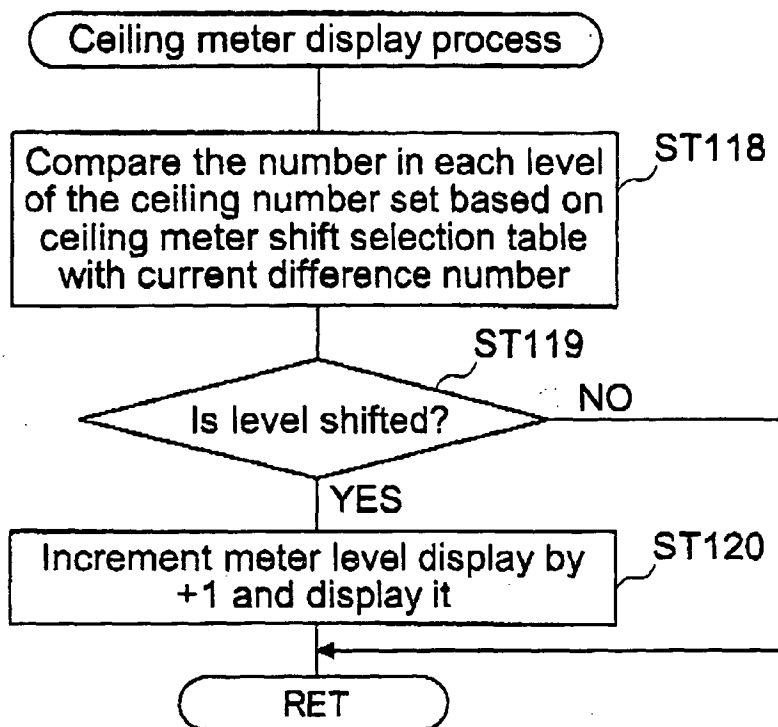 Ceiling meter display process
ST118
Compare the number in each level
of the ceiling number set based on
ceiling meter shift selection table
with current difference number
ST119
Is level shifted?
NO
YES
ST120
Increment meter level display by
+1 and display it
RET